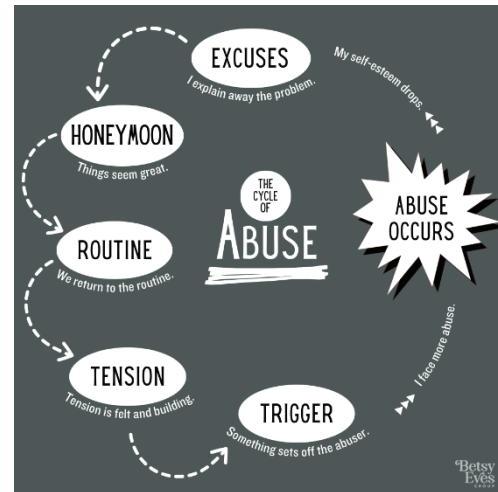 THE
CYCLE
OF
ABUSE
EXCUSES
I explain away the problem.
HONEYMOON
Things seem great.
ROUTINE
We return to the routine.
TENSION
Tension is felt and building.
TRIGGER
Something sets off the abuser.
I face more abuse.
ABUSE
OCCURS
My self-esteem drops.
Betsy
Eve's
GROUP